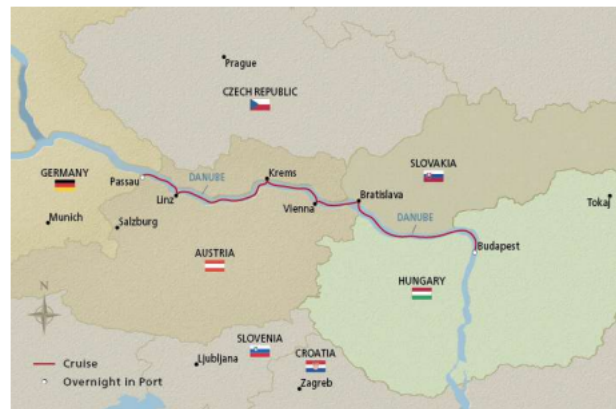 Prague
CZECH REPUBLIC
GERMANY
Passau
DANUBE
Krems
SLOVAKIA
Linz
Vienna
Bratislava
Tokaj
Munich
Salzburg
DANUBE
Budapest
AUSTRIA
HUNGARY
N
SLOVENIA
CROATIA
Ljubljana
Zagreb
Cruise
Overnight in Port